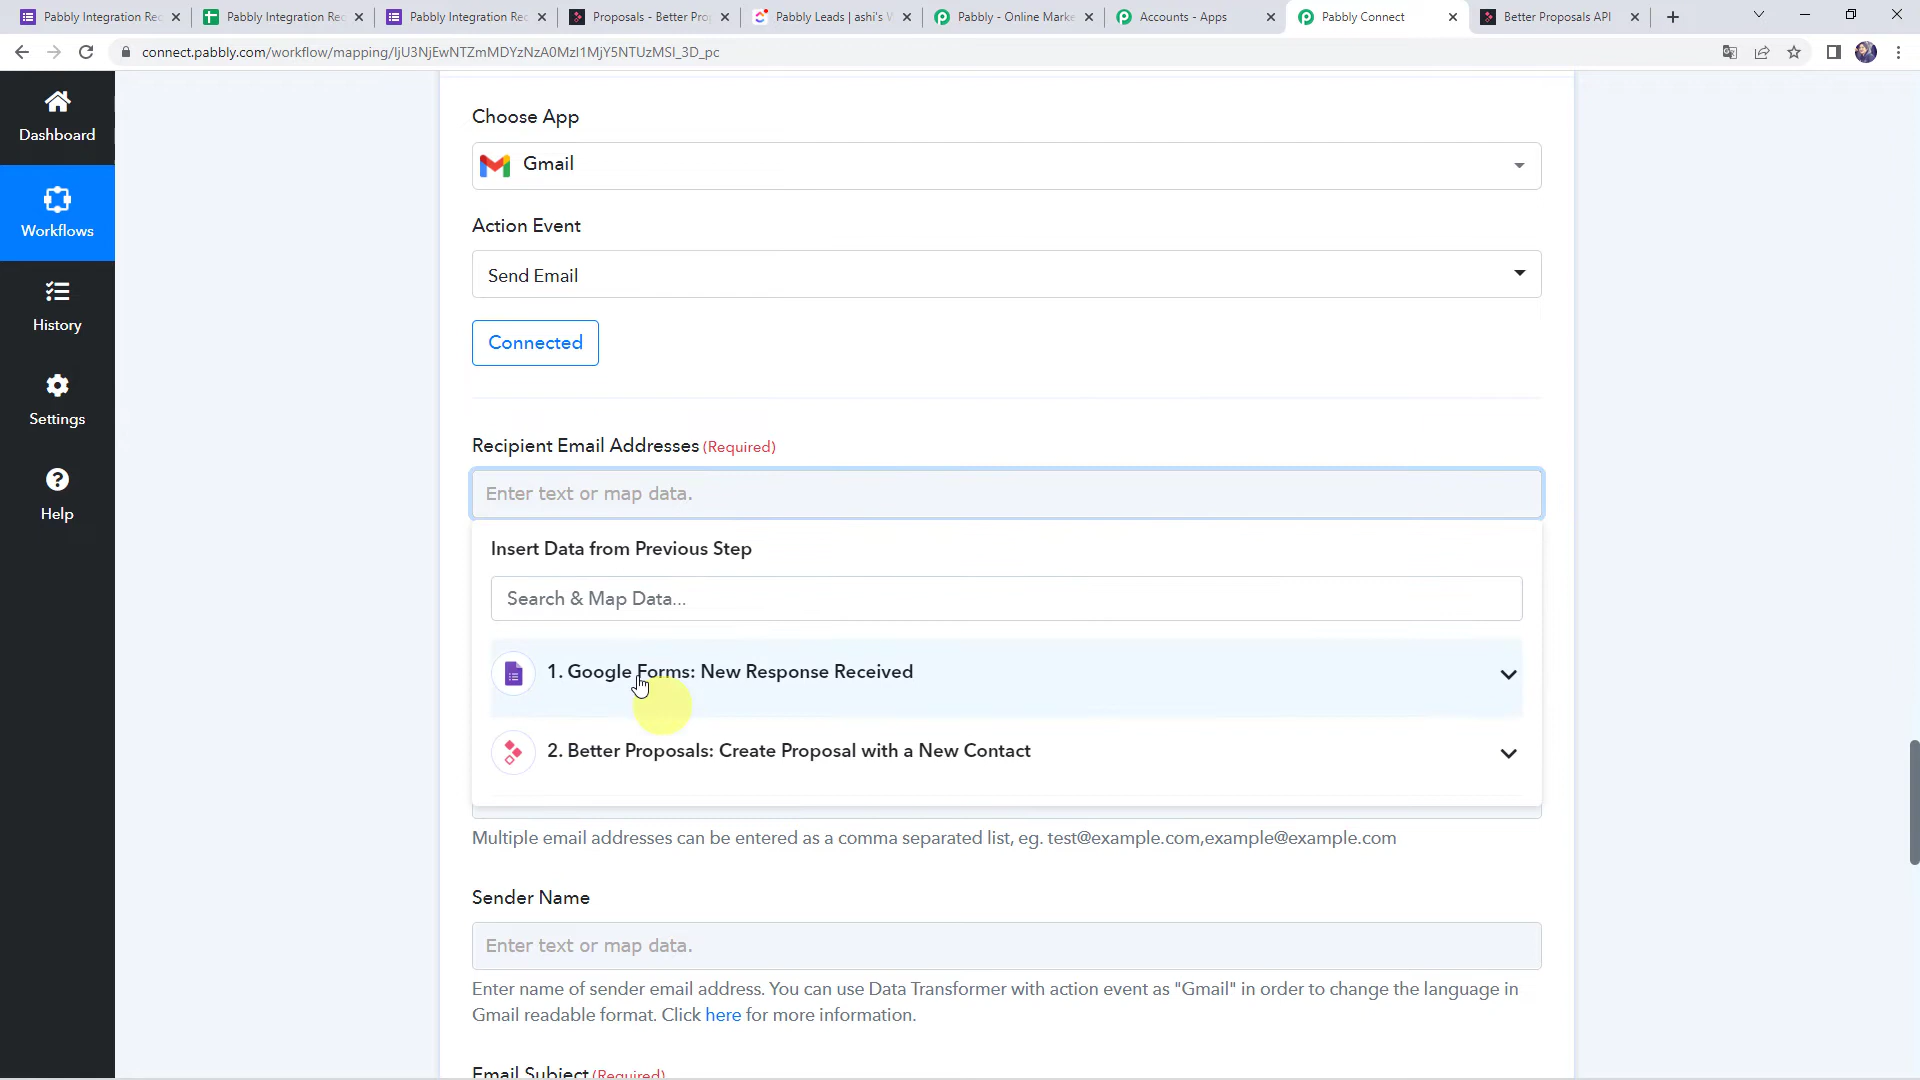 Pabbly Integration Rec
Pabbly Integration Rec
Pabbly Integration Rec
Proposals - Better Prop
Pabbly Leads | ashi's W
Pabbly - Online Marke
Accounts - Apps
Pabbly Connect
Better Proposals API
connect.pabbly.com/workflow/mapping/IjU3NjEwNTZmMDYzNzA0MzI1MjY5NTUzMSI_3D_pc
Dashboard
Workflows
History
Settings
Help
Choose App
Gmail
Action Event
Send Email
Connected
Recipient Email Addresses (Required)
Enter text or map data.
Insert Data from Previous Step
Search & Map Data...
1. Google Forms: New Response Received
2. Better Proposals: Create Proposal with a New Contact
Multiple email addresses can be entered as a comma separated list, eg. test@example.com,example@example.com
Sender Name
Enter text or map data.
Enter name of sender email address. You can use Data Transformer with action event as "Gmail" in order to change the language in
Gmail readable format. Click here for more information.
Email Subject (Required)